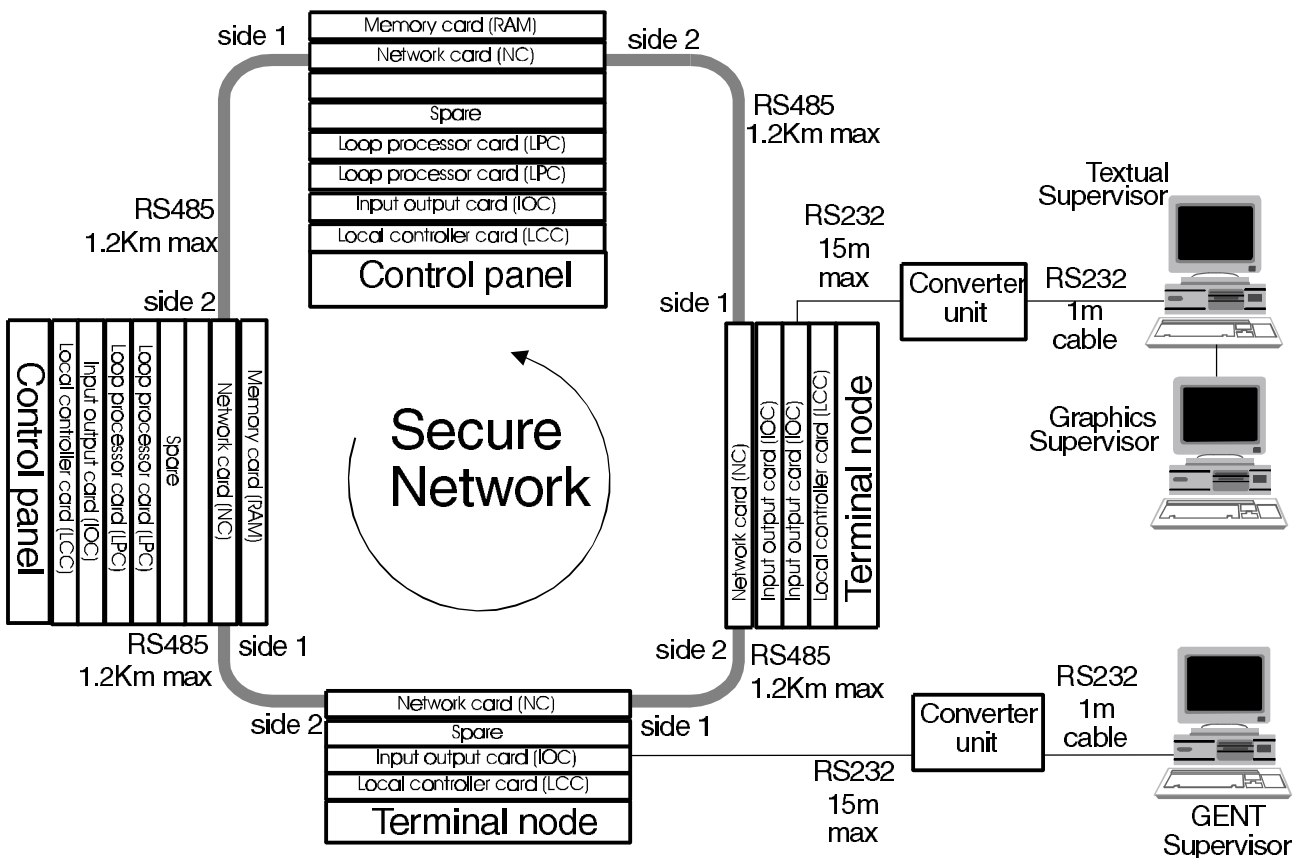 side 1
Memory card (RAM)
Network card (NC)
Spare
Loop processor card (LPC)
Loop processor card (LPC)
Input output card (IOC)
Local controller card (LCC)
Control panel
side 2
RS485
1.2Km max
RS485
1.2Km max
side 2
Control panel
Local controller card (LCC)
Input output card (IOC)
Loop processor card (LPC)
Loop processor card (LPC)
Spare
Network card (NC)
Memory card (RAM)
Secure
Network
side 1
Network card (NC)
Input output card (IOC)
Input output card (IOC)
Local controller card (LCC)
Terminal node
RS232
15m
max
Converter
unit
RS232
1m
cable
Textual
Supervisor
Graphics
Supervisor
RS485
1.2Km max
side 1
side 2
RS485
1.2Km max
side 2
Network card (NC)
Spare
Input output card (IOC)
Local controller card (LCC)
Terminal node
side 1
RS232
15m
max
Converter
unit
RS232
1m
cable
GENT
Supervisor